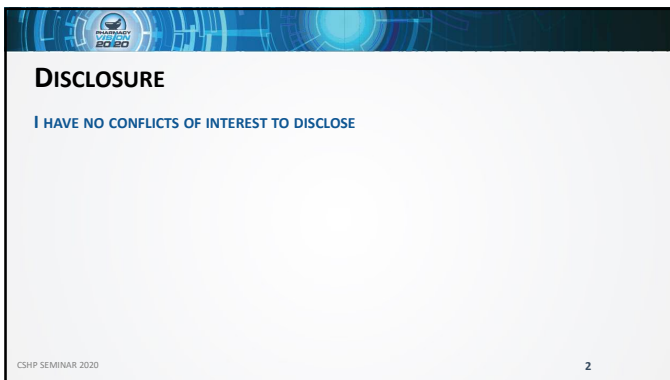 PHARMACY
VISION
2020
DISCLOSURE
I HAVE NO CONFLICTS OF INTEREST TO DISCLOSE
CSHP SEMINAR 2020
2